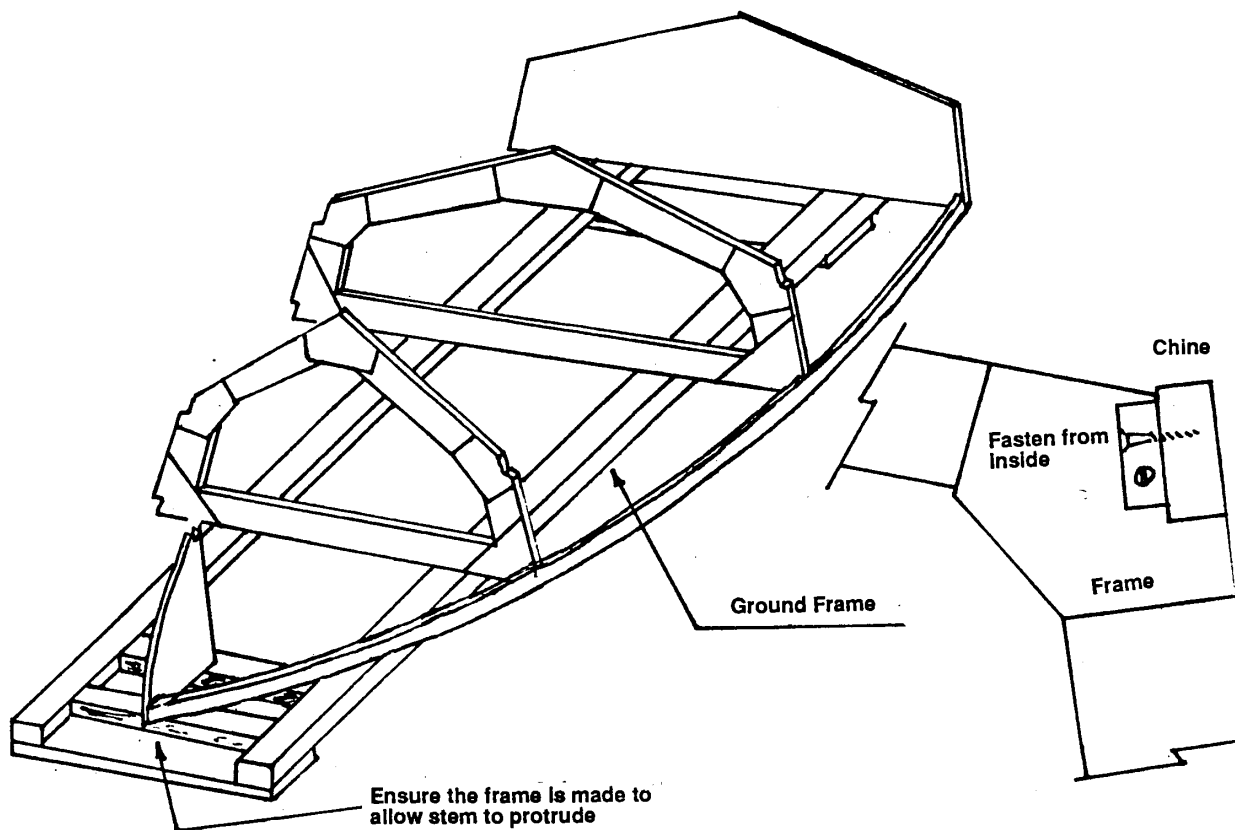 Chine
Fasten from
inside
Frame
Ground Frame
Ensure the frame is made to
allow stem to protrude